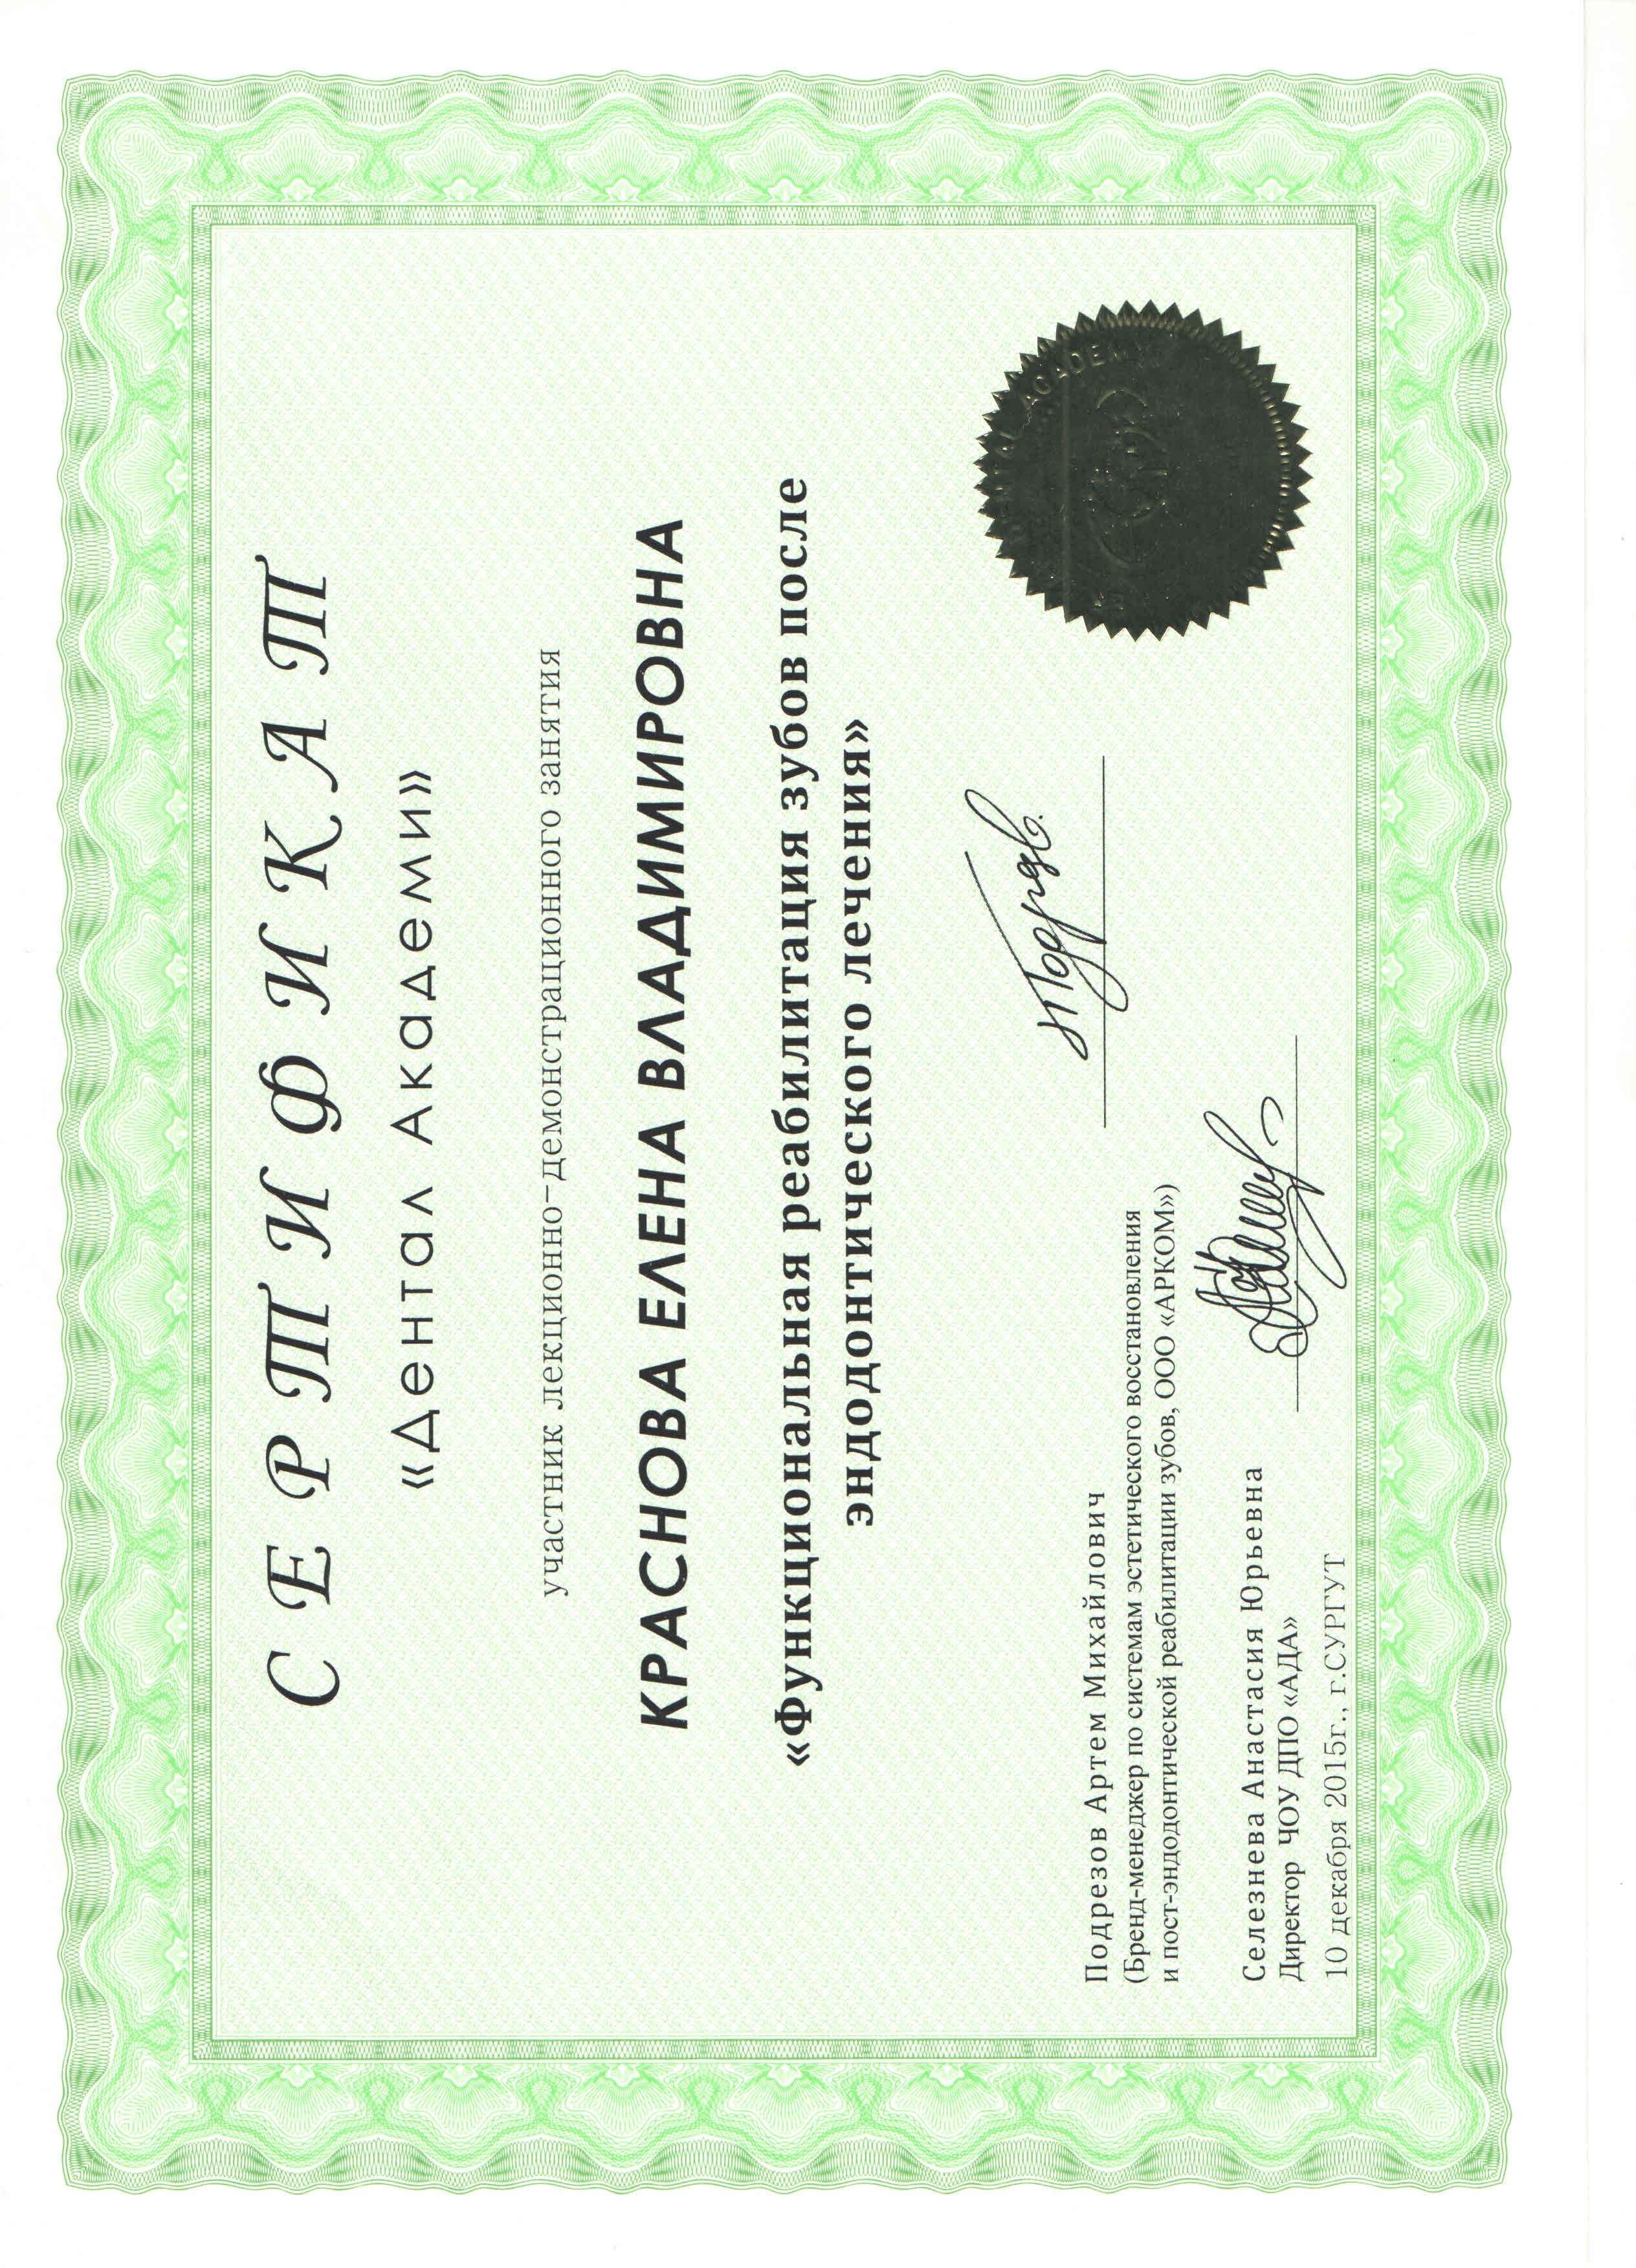 СЕРТИФИКАТ
«Дентал Академи»
участник лекционно-демонстрационного занятия
КРАСНОВА ЕЛЕНА ВЛАДИМИРОВНА
«Функциональная реабилитация зубов после
эндодонтического лечения»
Подрезов Артем Михайлович
(Бренд-менеджер по системам эстетического восстановления
и пост-эндодонтической реабилитации зубов, ООО «АРКОМ»)
Селезнева Анастасия Юрьевна
Директор ЧОУ ДПО «АДА»
10 декабря 2015г., г.СУРГУТ
DENTAL ACADEMY